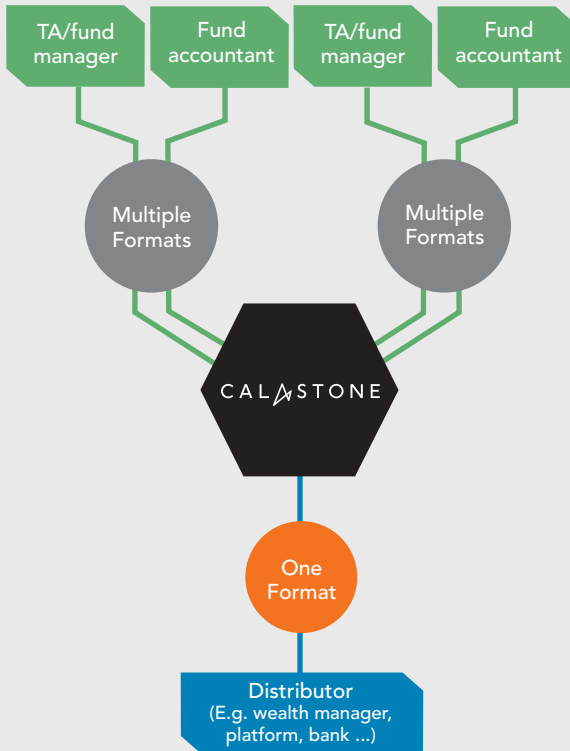 TA/fund
manager
Fund
accountant
TA/fund
manager
Fund
accountant
Multiple
Formats
Multiple
Formats
CALASTONE
One
Format
Distributor
(E.g. wealth manager,
platform, bank ...)